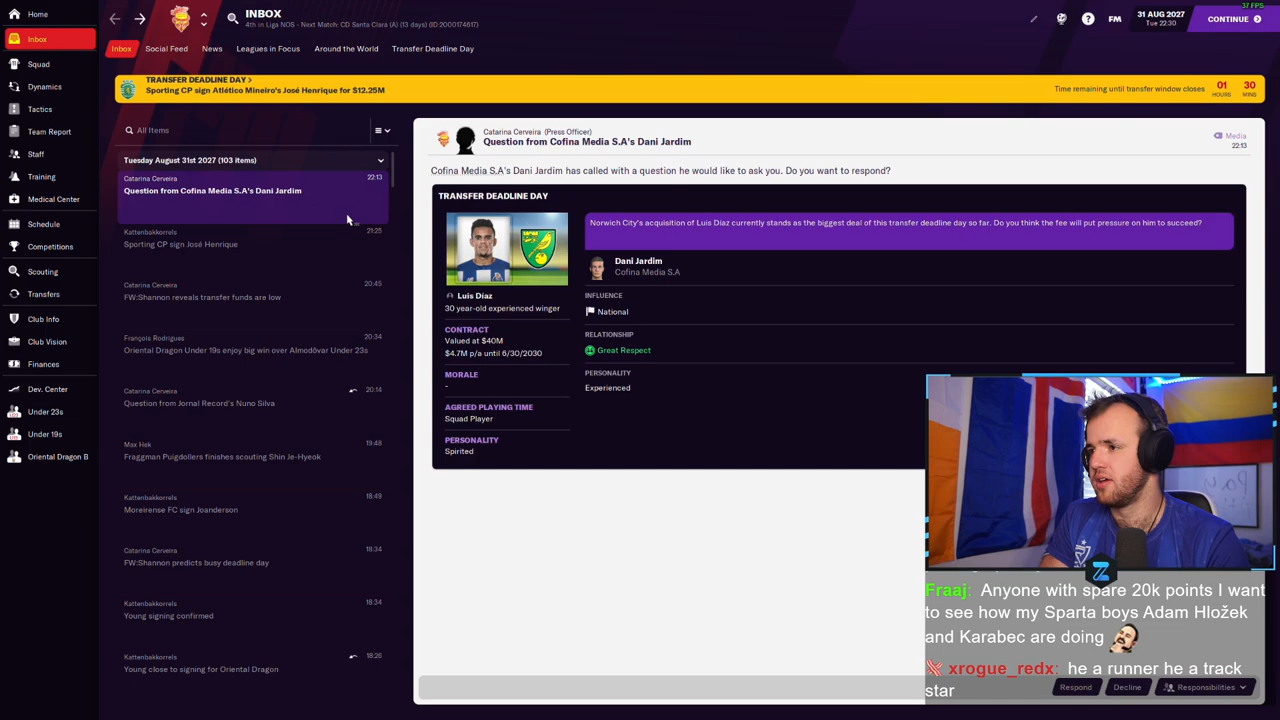 37 FPS
Home
INBOX
4th in Liga NOS - Next Match: CD Santa Clara (A) (13 days) (ID:2000174617)
FM
31 AUG 2027
Tue 22:30
CONTINUE
Inbox
Inbox
Social Feed
News
Leagues in Focus
Around the World
Transfer Deadline Day
Squad
Dynamics
Tactics
Team Report
Staff
Training
Medical Center
Schedule
Competitions
Scouting
Transfers
Club Info
Club Vision
Finances
Dev. Center
Under 23s
Under 19s
Oriental Dragon B
TRANSFER DEADLINE DAY >
Sporting CP sign Atlético Mineiro's José Henrique for $12.25M
Time remaining until transfer window closes
01 30
HOURS MINS
All Items
Tuesday August 31st 2027 (103 items)
Catarina Cerveira 22:13
Question from Cofina Media S.A's Dani Jardim
Kattenbakkorrels 21:25
Sporting CP sign José Henrique
Catarina Cerveira 20:45
FW:Shannon reveals transfer funds are low
François Rodrigues 20:34
Oriental Dragon Under 19s enjoy big win over Almodôvar Under 23s
Catarina Cerveira 20:14
Question from Jornal Record's Nuno Silva
Max Hek 19:48
Fraggman Puigdollers finishes scouting Shin Je-Hyeok
Kattenbakkorrels 18:49
Moreirense FC sign Joanderson
Catarina Cerveira 18:34
FW:Shannon predicts busy deadline day
Kattenbakkorrels 18:34
Young signing confirmed
Kattenbakkorrels 18:26
Young close to signing for Oriental Dragon
Catarina Cerveira (Press Officer)
Question from Cofina Media S.A's Dani Jardim
Media
22:13
Cofina Media S.A's Dani Jardim has called with a question he would like to ask you. Do you want to respond?
TRANSFER DEADLINE DAY
Luis Díaz
30 year-old experienced winger
CONTRACT
Valued at $40M
$4.7M p/a until 6/30/2030
MORALE
-
AGREED PLAYING TIME
Squad Player
PERSONALITY
Spirited
Norwich City's acquisition of Luis Díaz currently stands as the biggest deal of this transfer deadline day so far. Do you think the fee will put pressure on him to succeed?
Dani Jardim
Cofina Media S.A
INFLUENCE
National
RELATIONSHIP
Great Respect
PERSONALITY
Experienced
Fraaj: Anyone with spare 20k points I want
to see how my Sparta boys Adam Hložek
and Karabec are doing
xrogue_redx: he a runner he a track
star
Respond
Decline
Responsibilities